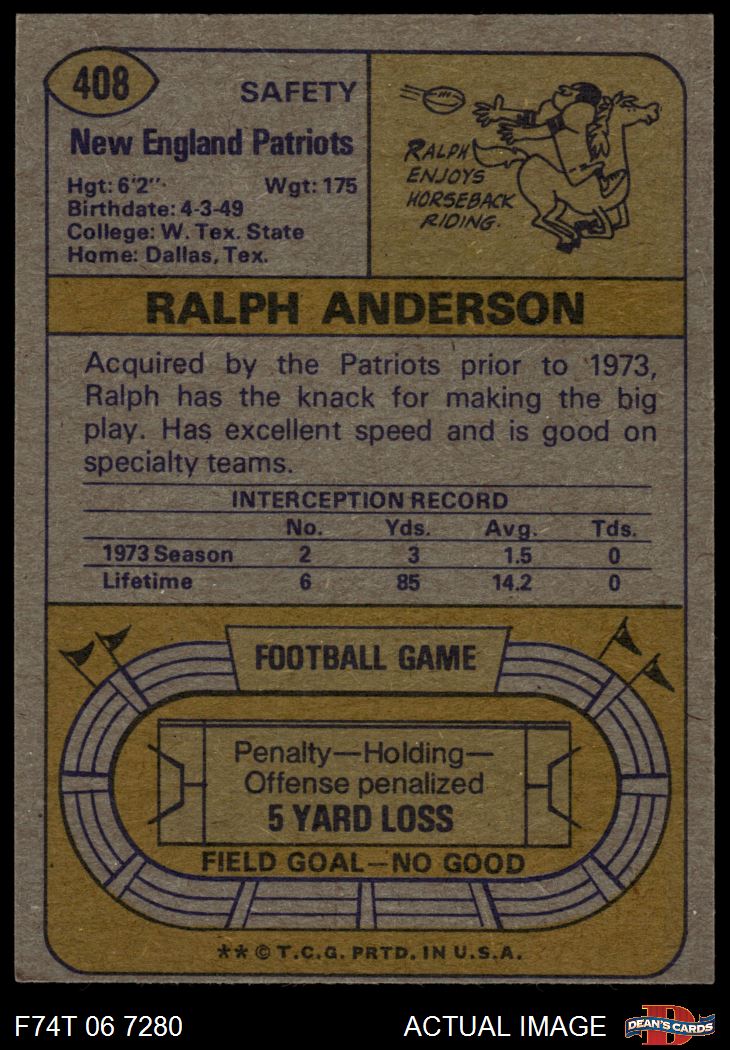 408
SAFETY
New England Patriots
Hgt: 6'2"· Wgt: 175
Birthdate: 4-3-49
College: W. Tex. State
Home: Dallas, Tex.
RALPH
ENJOYS
HORSEBACK
RIDING.
RALPH ANDERSON
Acquired by the Patriots prior to 1973,
Ralph has the knack for making the big
play. Has excellent speed and is good on
specialty teams.
INTERCEPTION RECORD
No. Yds. Avg. Tds.
1973 Season 2 3 1.5 0
Lifetime 6 85 14.2 0
FOOTBALL GAME
Penalty—Holding—
Offense penalized
5 YARD LOSS
FIELD GOAL—NO GOOD
** © T.C.G. PRTD. IN U.S.A.
F74T 06 7280 ACTUAL IMAGE D DEAN'S CARDS